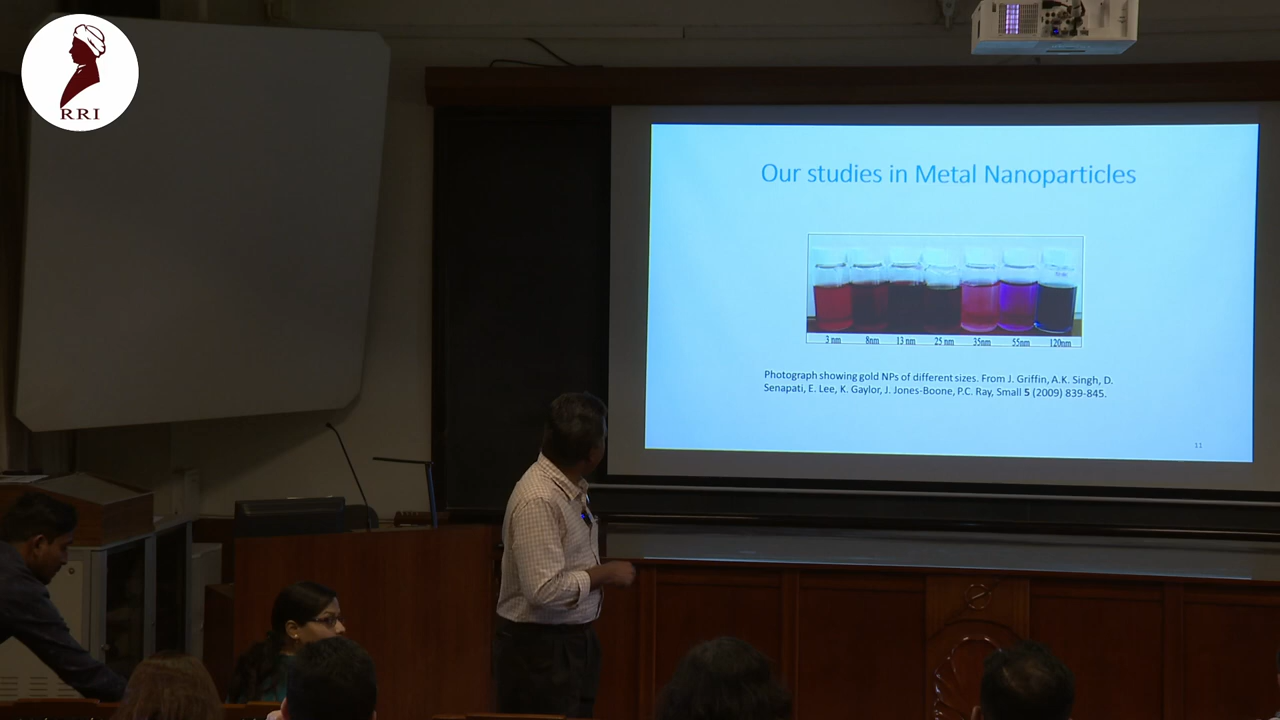 RRI
Our studies in Metal Nanoparticles
3 nm 8nm 13 nm 25 nm 35nm 55nm 120nm
Photograph showing gold NPs of different sizes. From J. Griffin, A.K. Singh, D.
Senapati, E. Lee, K. Gaylor, J. Jones-Boone, P.C. Ray, Small 5 (2009) 839-845.
11